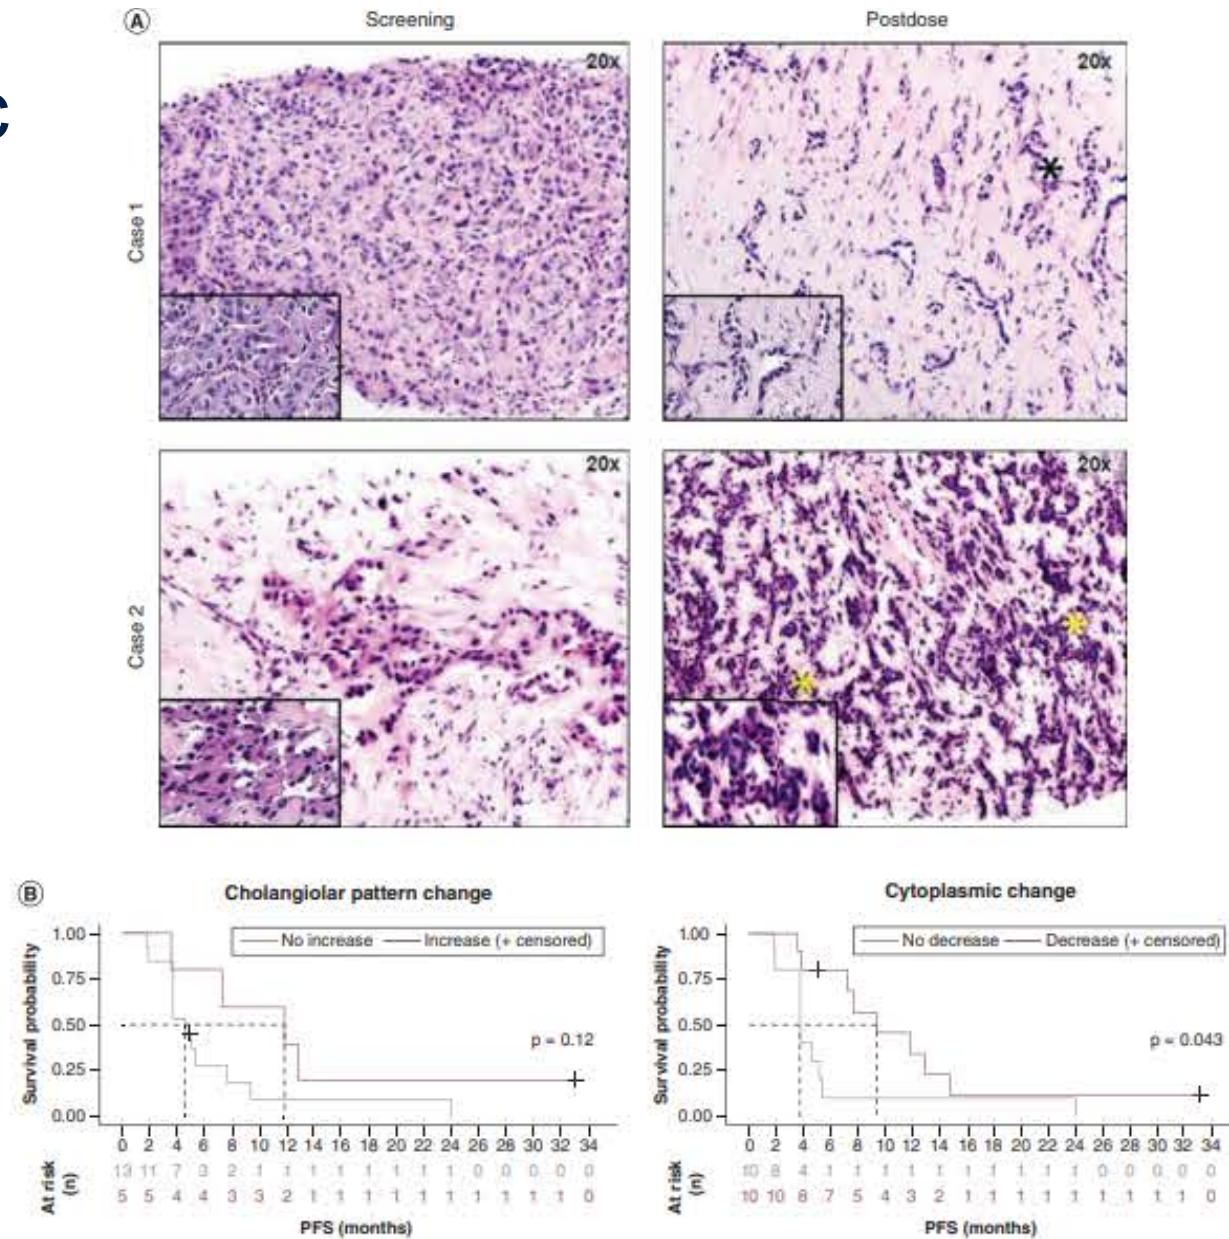 A
Screening Postdose
C
Case 1
20x 20x
*
Case 2
20x 20x
* *
B
Cholangiolar pattern change
No increase Increase (+ censored)
Survival probability
1.00
0.75
0.50
0.25
0.00
p = 0.12
0 2 4 6 8 10 12 14 16 18 20 22 24 26 28 30 32 34
At risk (n)
13 11 7 3 2 1 1 1 1 1 1 1 1 0 0 0 0 0
5 5 4 4 3 3 2 1 1 1 1 1 1 1 1 1 1 0
PFS (months)
Cytoplasmic change
No decrease Decrease (+ censored)
Survival probability
1.00
0.75
0.50
0.25
0.00
p = 0.043
0 2 4 6 8 10 12 14 16 18 20 22 24 26 28 30 32 34
At risk (n)
10 8 4 1 1 1 1 1 1 1 1 1 1 0 0 0 0 0
10 10 8 7 5 4 3 2 1 1 1 1 1 1 1 1 1 0
PFS (months)